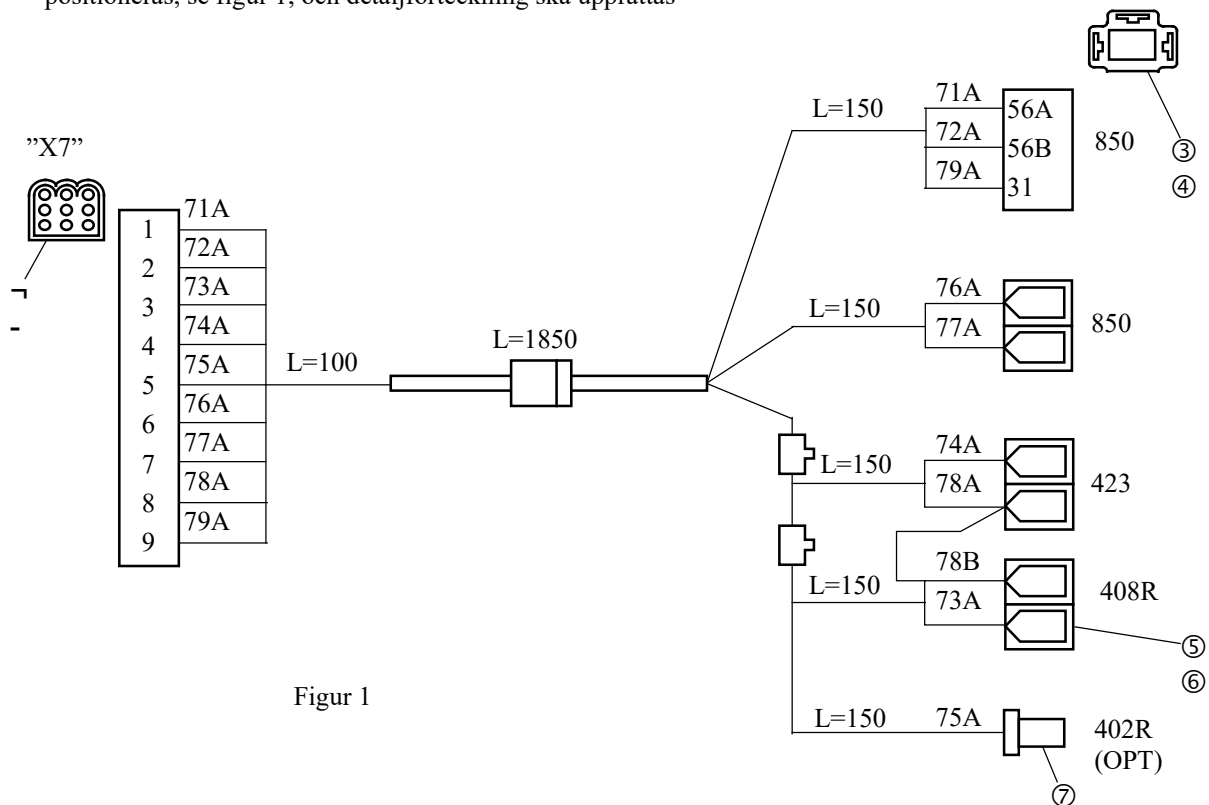 positioneras, se figur 1, och detaljförteckning ska upprättas
”X7”
1
2
3
4
5
6
7
8
9
71A
72A
73A
74A
75A
76A
77A
78A
79A
L=100
L=1850
L=150
71A
72A
79A
56A
56B
31
850
③
④
L=150
76A
77A
850
L=150
74A
78A
423
L=150
78B
73A
408R
⑤
⑥
L=150
75A
402R
(OPT)
⑦
Figur 1